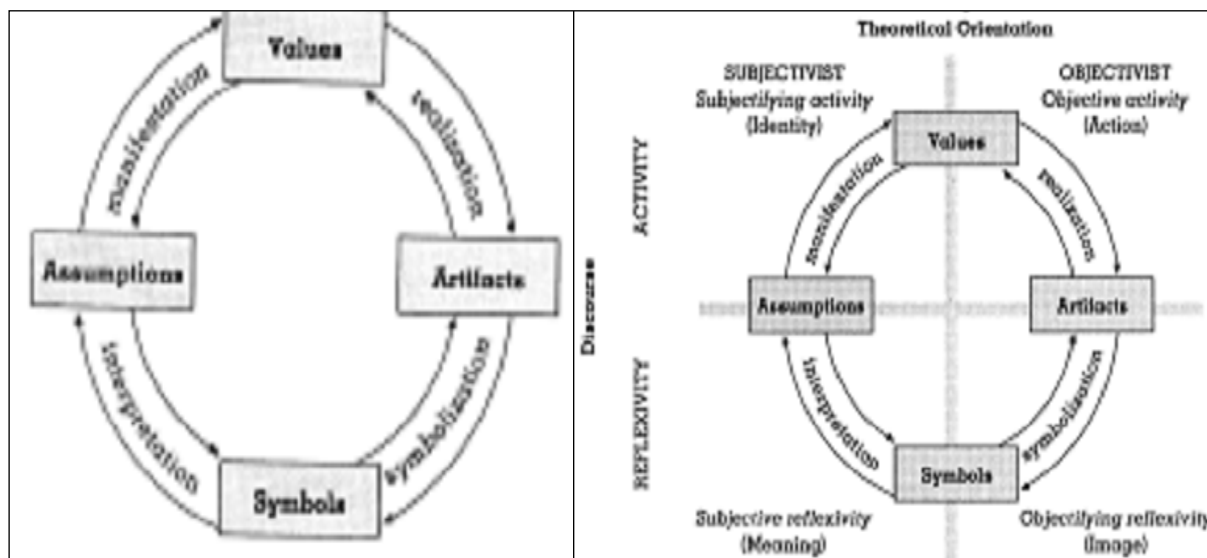 Values
manifestation
realization
Assumptions
Artifacts
interpretation
symbolization
Symbols
Theoretical Orientation
SUBJECTIVIST
Subjectifying activity
(Identity)
OBJECTIVIST
Objective activity
(Action)
Discourse
ACTIVITY
REFLEXIVITY
Values
manifestation
realization
Assumptions
Artifacts
interpretation
symbolization
Symbols
Subjective reflexivity
(Meaning)
Objectifying reflexivity
(Image)